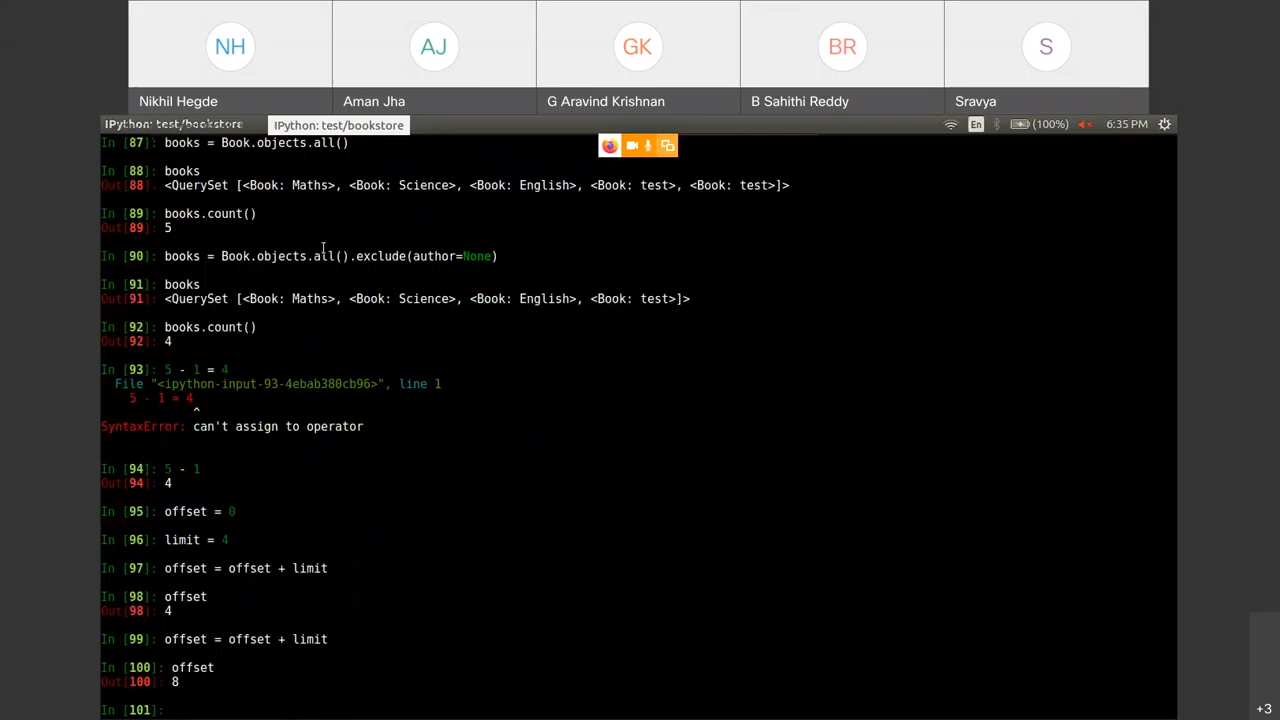 NH
AJ
GK
BR
S
Nikhil Hegde
Aman Jha
G Aravind Krishnan
B Sahithi Reddy
Sravya
IPython: test/bookstore
IPython: test/bookstore
En
(100%)
6:35 PM
In [87]: books = Book.objects.all()
In [88]: books
Out[88]: <QuerySet [<Book: Maths>, <Book: Science>, <Book: English>, <Book: test>, <Book: test>]>
In [89]: books.count()
Out[89]: 5
In [90]: books = Book.objects.all().exclude(author=None)
In [91]: books
Out[91]: <QuerySet [<Book: Maths>, <Book: Science>, <Book: English>, <Book: test>]>
In [92]: books.count()
Out[92]: 4
In [93]: 5 - 1 = 4
File "<ipython-input-93-4ebab380cb96>", line 1
5 - 1 = 4
^
SyntaxError: can't assign to operator
In [94]: 5 - 1
Out[94]: 4
In [95]: offset = 0
In [96]: limit = 4
In [97]: offset = offset + limit
In [98]: offset
Out[98]: 4
In [99]: offset = offset + limit
In [100]: offset
Out[100]: 8
In [101]:
+3